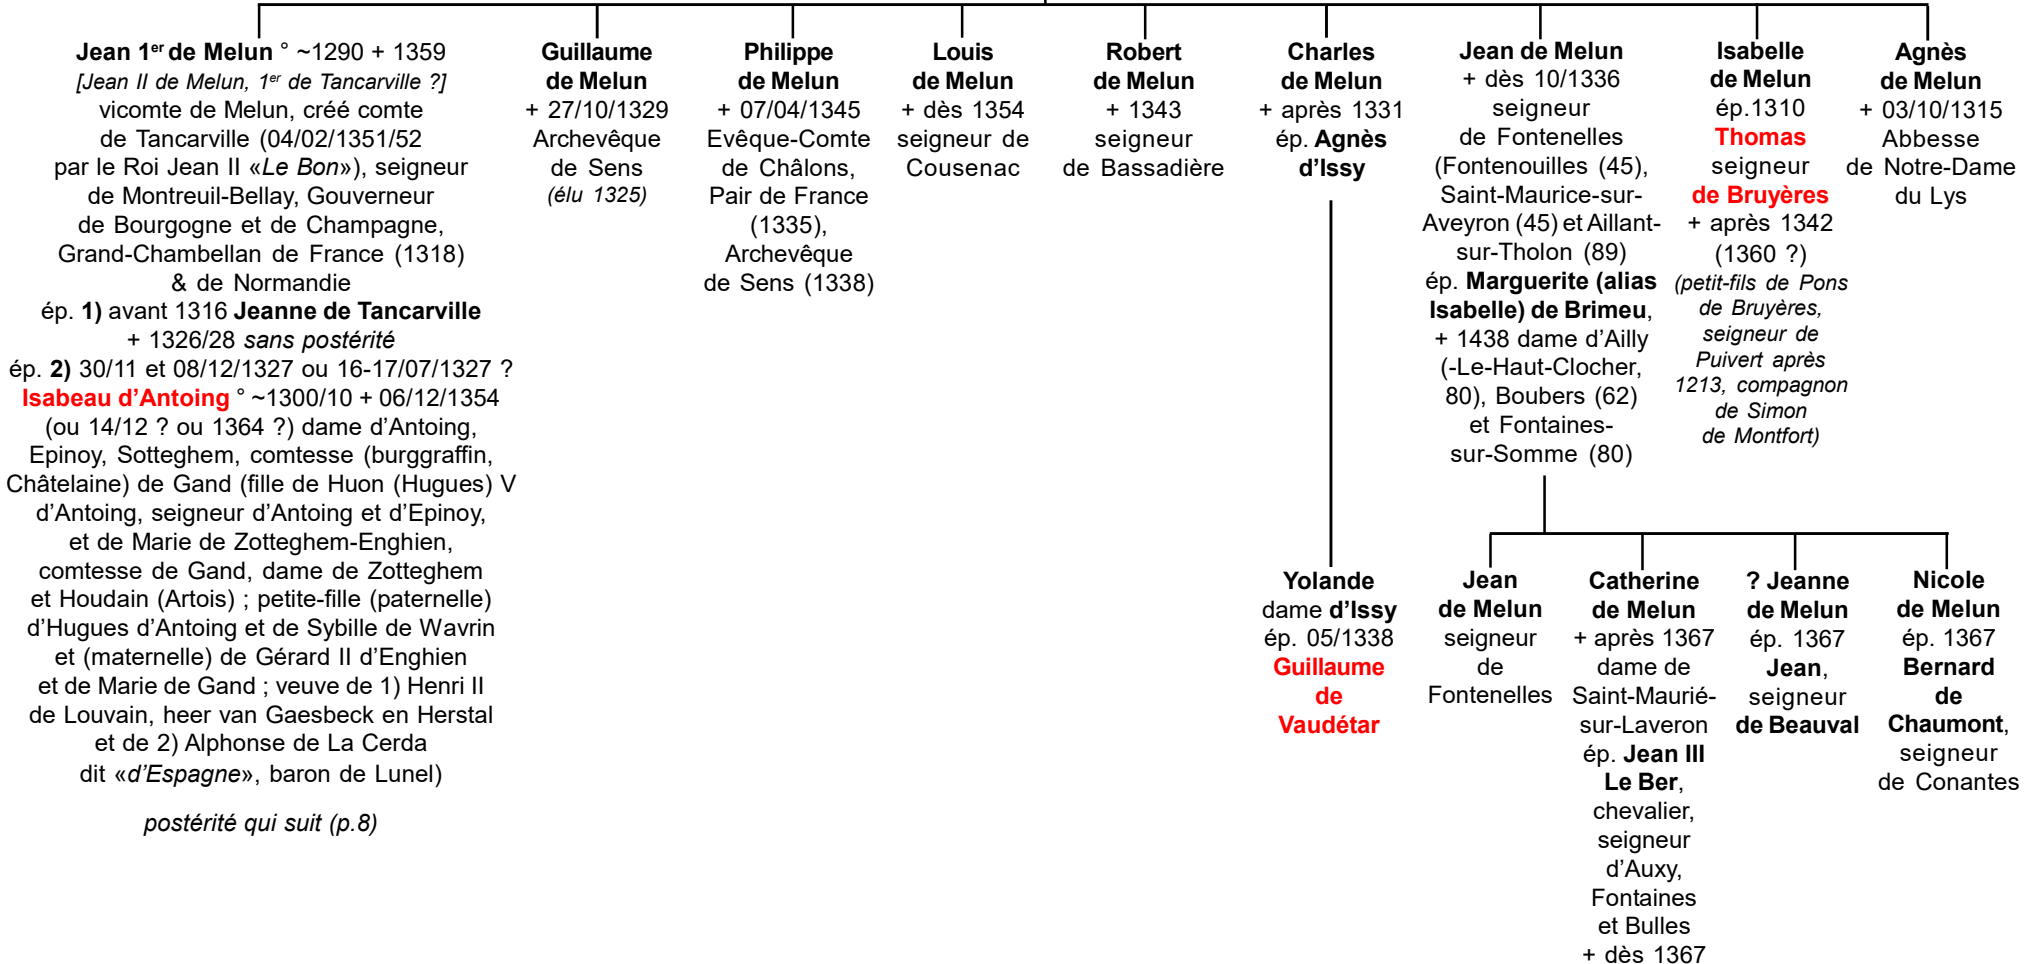 Jean 1er de Melun ° ~1290 + 1359
[Jean II de Melun, 1er de Tancarville ?]
vicomte de Melun, créé comte
de Tancarville (04/02/1351/52
par le Roi Jean II «Le Bon»), seigneur
de Montreuil-Bellay, Gouverneur
de Bourgogne et de Champagne,
Grand-Chambellan de France (1318)
& de Normandie
ép. 1) avant 1316 Jeanne de Tancarville
+ 1326/28 sans postérité
ép. 2) 30/11 et 08/12/1327 ou 16-17/07/1327 ?
Isabeau d’Antoing ° ~1300/10 + 06/12/1354
(ou 14/12 ? ou 1364 ?) dame d’Antoing,
Epinoy, Sotteghem, comtesse (burggraffin,
Châtelaine) de Gand (fille de Huon (Hugues) V
d’Antoing, seigneur d’Antoing et d’Epinoy,
et de Marie de Zotteghem-Enghien,
comtesse de Gand, dame de Zotteghem
et Houdain (Artois) ; petite-fille (paternelle)
d’Hugues d’Antoing et de Sybille de Wavrin
et (maternelle) de Gérard II d’Enghien
et de Marie de Gand ; veuve de 1) Henri II
de Louvain, heer van Gaesbeck en Herstal
et de 2) Alphonse de La Cerda
dit «d’Espagne», baron de Lunel)
postérité qui suit (p.8)
Guillaume
de Melun
+ 27/10/1329
Archevêque
de Sens
(élu 1325)
Philippe
de Melun
+ 07/04/1345
Evêque-Comte
de Châlons,
Pair de France
(1335),
Archevêque
de Sens (1338)
Louis
de Melun
+ dès 1354
seigneur de
Cousenac
Robert
de Melun
+ 1343
seigneur
de Bassadière
Charles
de Melun
+ après 1331
ép. Agnès
d’Issy
Jean de Melun
+ dès 10/1336
seigneur
de Fontenelles
(Fontenouilles (45),
Saint-Maurice-sur-
Aveyron (45) et Aillant-
sur-Tholon (89)
ép. Marguerite (alias
Isabelle) de Brimeu,
+ 1438 dame d’Ailly
(-Le-Haut-Clocher,
80), Boubers (62)
et Fontaines-
sur-Somme (80)
Isabelle
de Melun
ép.1310
Thomas
seigneur
de Bruyères
+ après 1342
(1360 ?)
(petit-fils de Pons
de Bruyères,
seigneur de
Puivert après
1213, compagnon
de Simon
de Montfort)
Agnès
de Melun
+ 03/10/1315
Abbesse
de Notre-Dame
du Lys
Yolande
dame d’Issy
ép. 05/1338
Guillaume
de
Vaudétar
Jean
de Melun
seigneur
de
Fontenelles
Catherine
de Melun
+ après 1367
dame de
Saint-Maurié-
sur-Laveron
ép. Jean III
Le Ber,
chevalier,
seigneur
d’Auxy,
Fontaines
et Bulles
+ dès 1367
? Jeanne
de Melun
ép. 1367
Jean,
seigneur
de Beauval
Nicole
de Melun
ép. 1367
Bernard
de
Chaumont,
seigneur
de Conantes